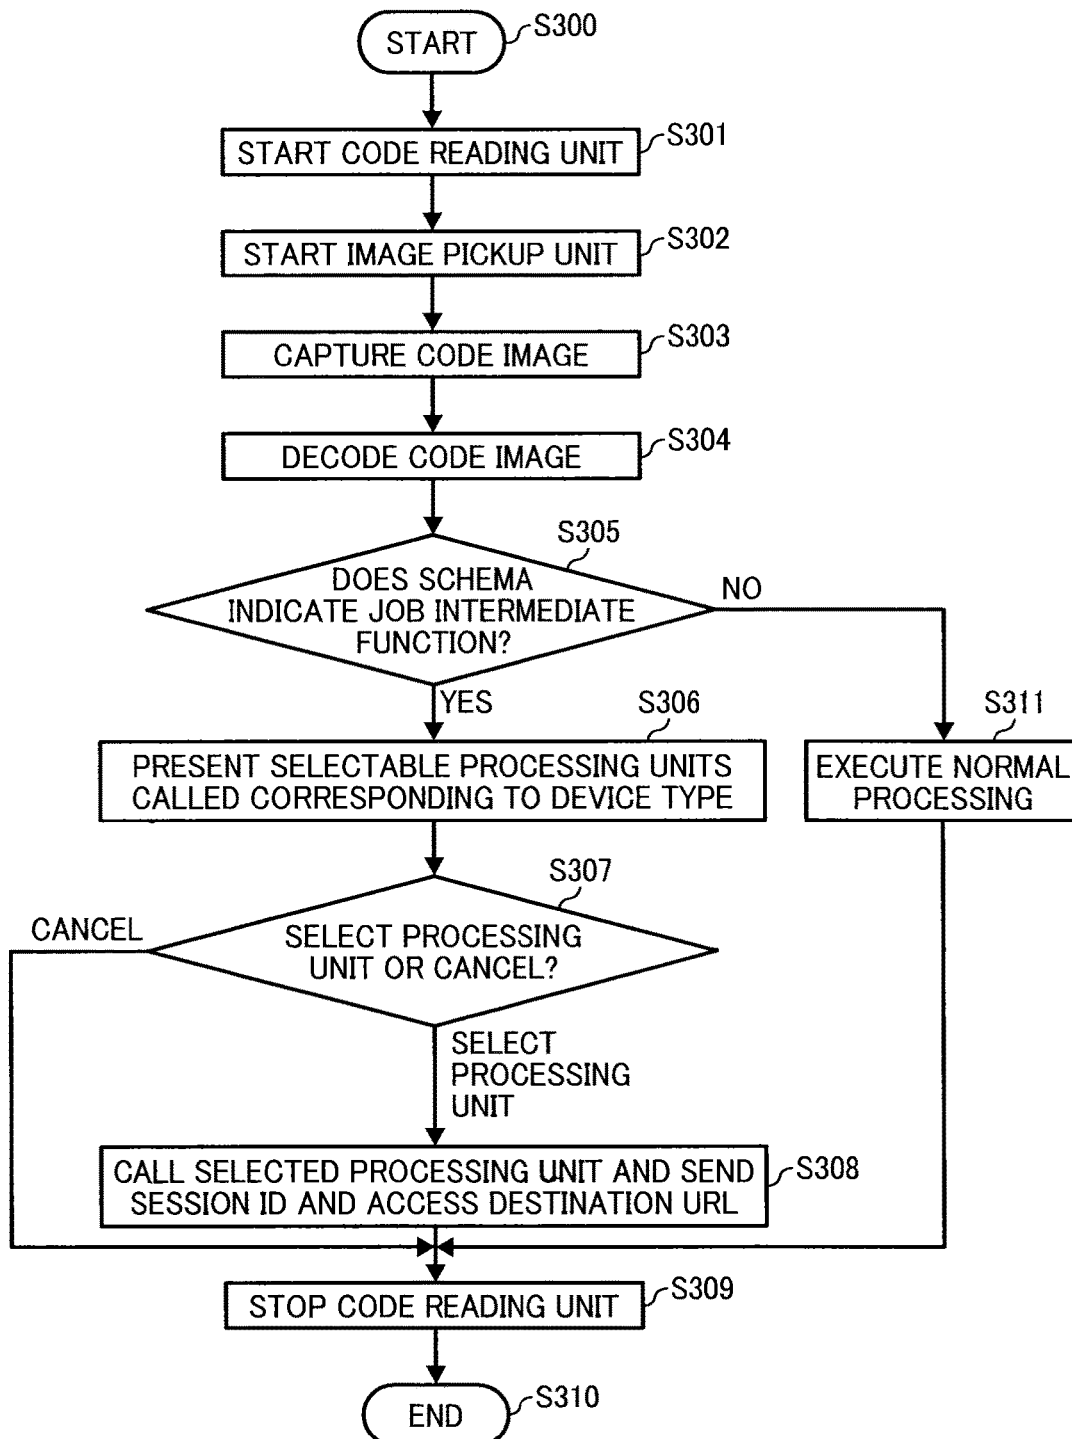 START
S300
START CODE READING UNIT
S301
START IMAGE PICKUP UNIT
S302
CAPTURE CODE IMAGE
S303
DECODE CODE IMAGE
S304
S305
DOES SCHEMA
INDICATE JOB INTERMEDIATE
FUNCTION?
NO
YES
S306
S311
PRESENT SELECTABLE PROCESSING UNITS
CALLED CORRESPONDING TO DEVICE TYPE
EXECUTE NORMAL
PROCESSING
S307
CANCEL
SELECT PROCESSING
UNIT OR CANCEL?
SELECT
PROCESSING
UNIT
CALL SELECTED PROCESSING UNIT AND SEND
SESSION ID AND ACCESS DESTINATION URL
S308
STOP CODE READING UNIT
S309
END
S310